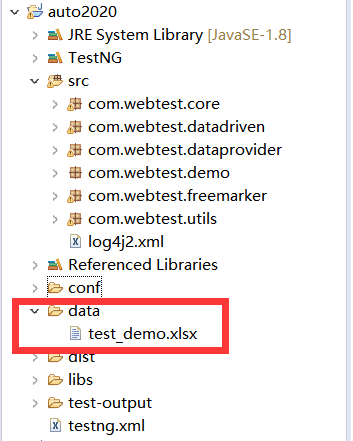 auto2020
JRE System Library [JavaSE-1.8]
TestNG
src
com.webtest.core
com.webtest.datadriven
com.webtest.dataprovider
com.webtest.demo
com.webtest.freemarker
com.webtest.utils
log4j2.xml
Referenced Libraries
conf
data
test_demo.xlsx
dist
libs
test-output
testng.xml